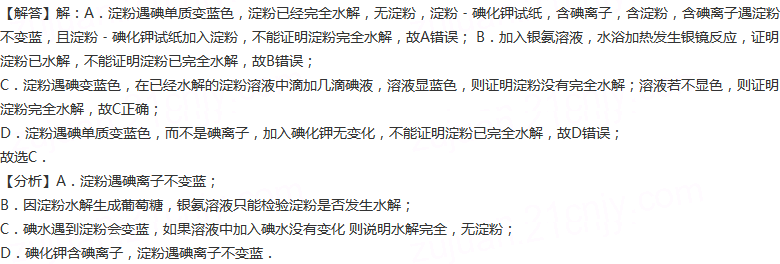 【解答】解：A．淀粉遇碘单质变蓝色，淀粉已经完全水解，无淀粉，淀粉﹣碘化钾试纸，含碘离子，含淀粉，含碘离子遇淀粉
不变蓝，且淀粉﹣碘化钾试纸加入淀粉，不能证明淀粉完全水解，故A错误； B．加入银氨溶液，水浴加热发生银镜反应，证明
淀粉已水解，不能证明淀粉已完全水解，故B错误；
C．淀粉遇碘变蓝色，在已经水解的淀粉溶液中滴加几滴碘液，溶液显蓝色，则证明淀粉没有完全水解；溶液若不显色，则证明
淀粉完全水解，故C正确；
D．淀粉遇碘单质变蓝色，而不是碘离子，加入碘化钾无变化，不能证明淀粉已完全水解，故D错误；
故选C．
【分析】A．淀粉遇碘离子不变蓝；
B．因淀粉水解生成葡萄糖，银氨溶液只能检验淀粉是否发生水解；
C．碘水遇到淀粉会变蓝，如果溶液中加入碘水没有变化 则说明水解完全，无淀粉；
D．碘化钾含碘离子，淀粉遇碘离子不变蓝．